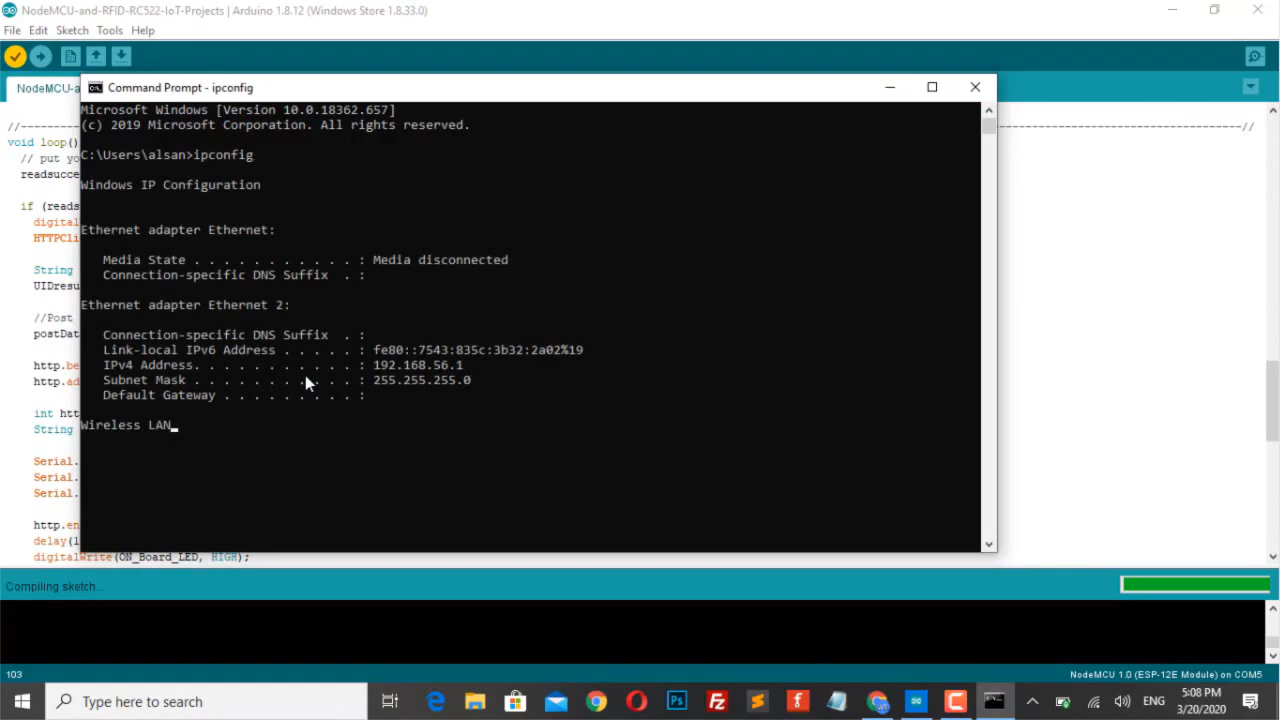 NodeMCU-and-RFID-RC522-IoT-Projects | Arduino 1.8.12 (Windows Store 1.8.33.0)
File Edit Sketch Tools Help
NodeMCU-a
Command Prompt - ipconfig
Microsoft Windows [Version 10.0.18362.657]
(c) 2019 Microsoft Corporation. All rights reserved.
C:\Users\alsan>ipconfig
Windows IP Configuration
Ethernet adapter Ethernet:
Media State . . . . . . . . . . . : Media disconnected
Connection-specific DNS Suffix . :
Ethernet adapter Ethernet 2:
Connection-specific DNS Suffix . :
Link-local IPv6 Address . . . . . : fe80::7543:835c:3b32:2a02%19
IPv4 Address. . . . . . . . . . . : 192.168.56.1
Subnet Mask . . . . . . . . . . . : 255.255.255.0
Default Gateway . . . . . . . . . :
Wireless LAN
//----------
--------------------------------------------//
void loop()
// put yo
readsucce
if (reads
digital
HTTPCli
String
UIDresu
//Post
postDat
http.be
http.ad
int htt
String
Serial.
Serial.
Serial.
http.en
delay(1
digitalWrite(ON_Board_LED, HIGH);
Compiling sketch...
103
NodeMCU 1.0 (ESP-12E Module) on COM5
Type here to search
ENG
5:08 PM
3/20/2020